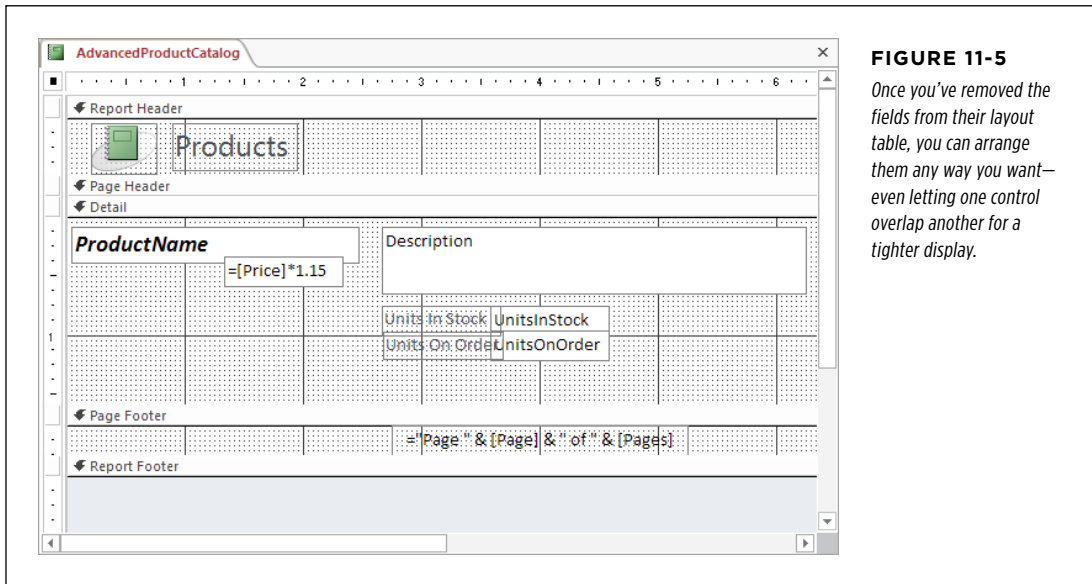 AdvancedProductCatalog
1 2 3 4 5 6
Report Header
Products
Page Header
Detail
ProductName
Description
=[Price]*1.15
Units In Stock UnitsInStock
1
Units On Order UnitsOnOrder
Page Footer
="Page " & [Page] & " of " & [Pages]
Report Footer
FIGURE 11-5
Once you’ve removed the
fields from their layout
table, you can arrange
them any way you want—
even letting one control
overlap another for a
tighter display.